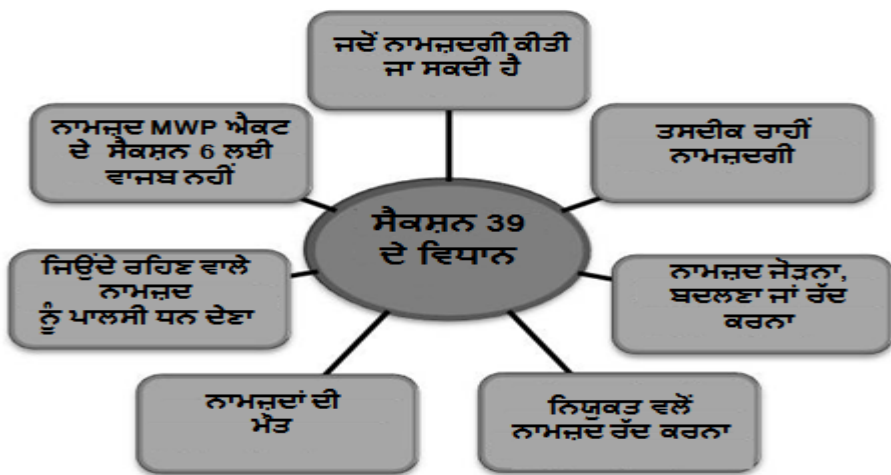 ਜਦੋਂ ਨਾਮਜ਼ਦਗੀ ਕੀਤੀ
ਜਾ ਸਕਦੀ ਹੈ
ਨਾਮਜ਼ਦ MWP ਐਕਟ
ਦੇ ਸੈਕਸ਼ਨ 6 ਲਈ
ਵਾਜਬ ਨਹੀਂ
ਤਸਦੀਕ ਰਾਹੀਂ
ਨਾਮਜ਼ਦਗੀ
ਸੈਕਸ਼ਨ 39
ਦੇ ਵਿਧਾਨ
ਜਿਉਂਦੇ ਰਹਿਣ ਵਾਲੇ
ਨਾਮਜ਼ਦ
ਨੂੰ ਪਾਲਸੀ ਧਨ ਦੇਣਾ
ਨਾਮਜ਼ਦ ਜੋੜਨਾ,
ਬਦਲਣਾ ਜਾਂ ਰੱਦ
ਕਰਨਾ
ਨਾਮਜ਼ਦਾਂ ਦੀ
ਮੌਤ
ਨਿਯੁਕਤ ਵਲੋਂ
ਨਾਮਜ਼ਦ ਰੱਦ ਕਰਨਾ